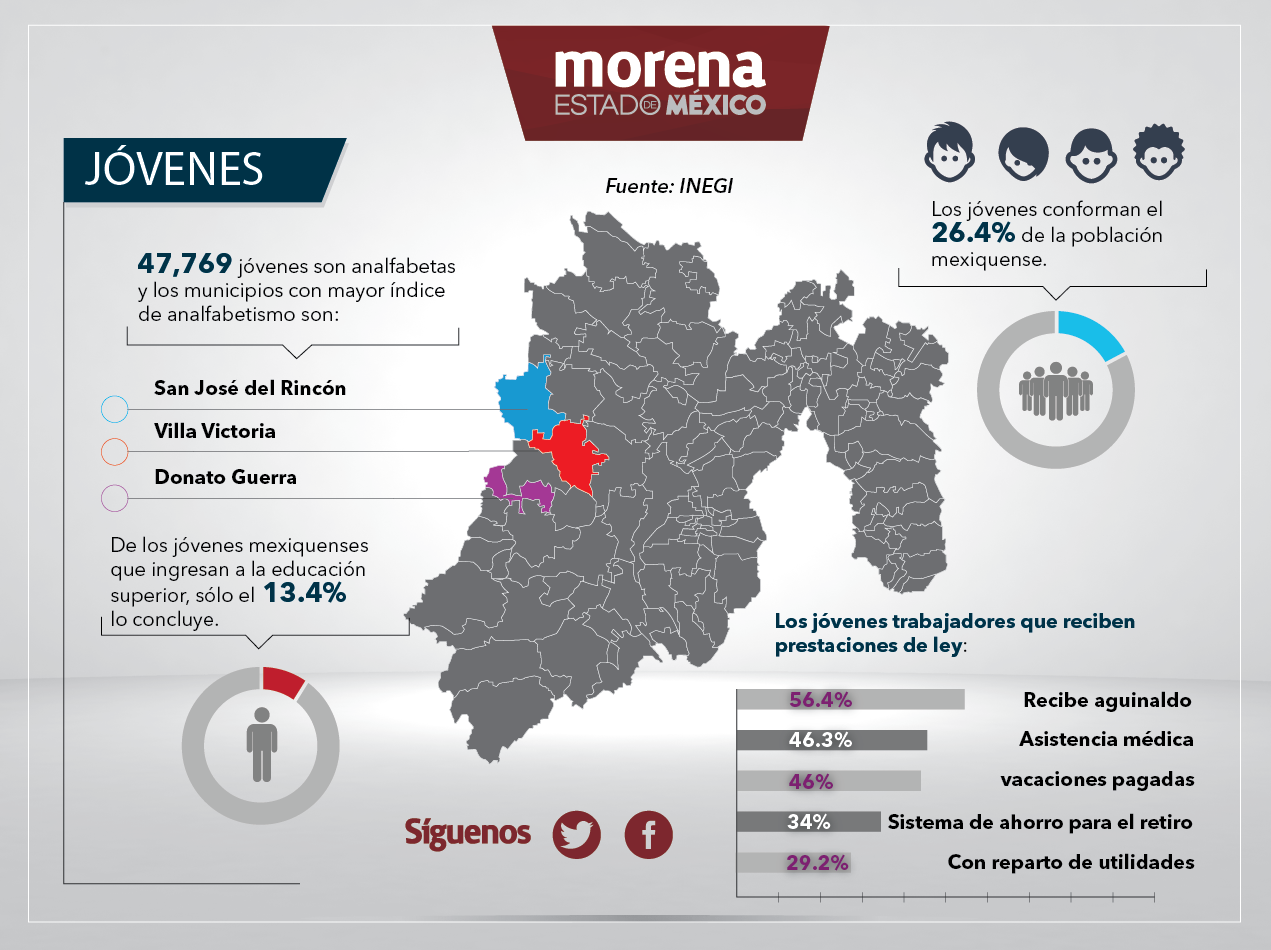 morena
ESTADO DE MÉXICO
JÓVENES
Fuente: INEGI
47,769 jóvenes son analfabetas
y los municipios con mayor índice
de analfabetismo son:
San José del Rincón
Villa Victoria
Donato Guerra
De los jóvenes mexiquenses
que ingresan a la educación
superior, sólo el 13.4%
lo concluye.
Los jóvenes conforman el
26.4% de la población
mexiquense.
Los jóvenes trabajadores que reciben
prestaciones de ley:
56.4% Recibe aguinaldo
46.3% Asistencia médica
46% vacaciones pagadas
34% Sistema de ahorro para el retiro
29.2% Con reparto de utilidades
Síguenos